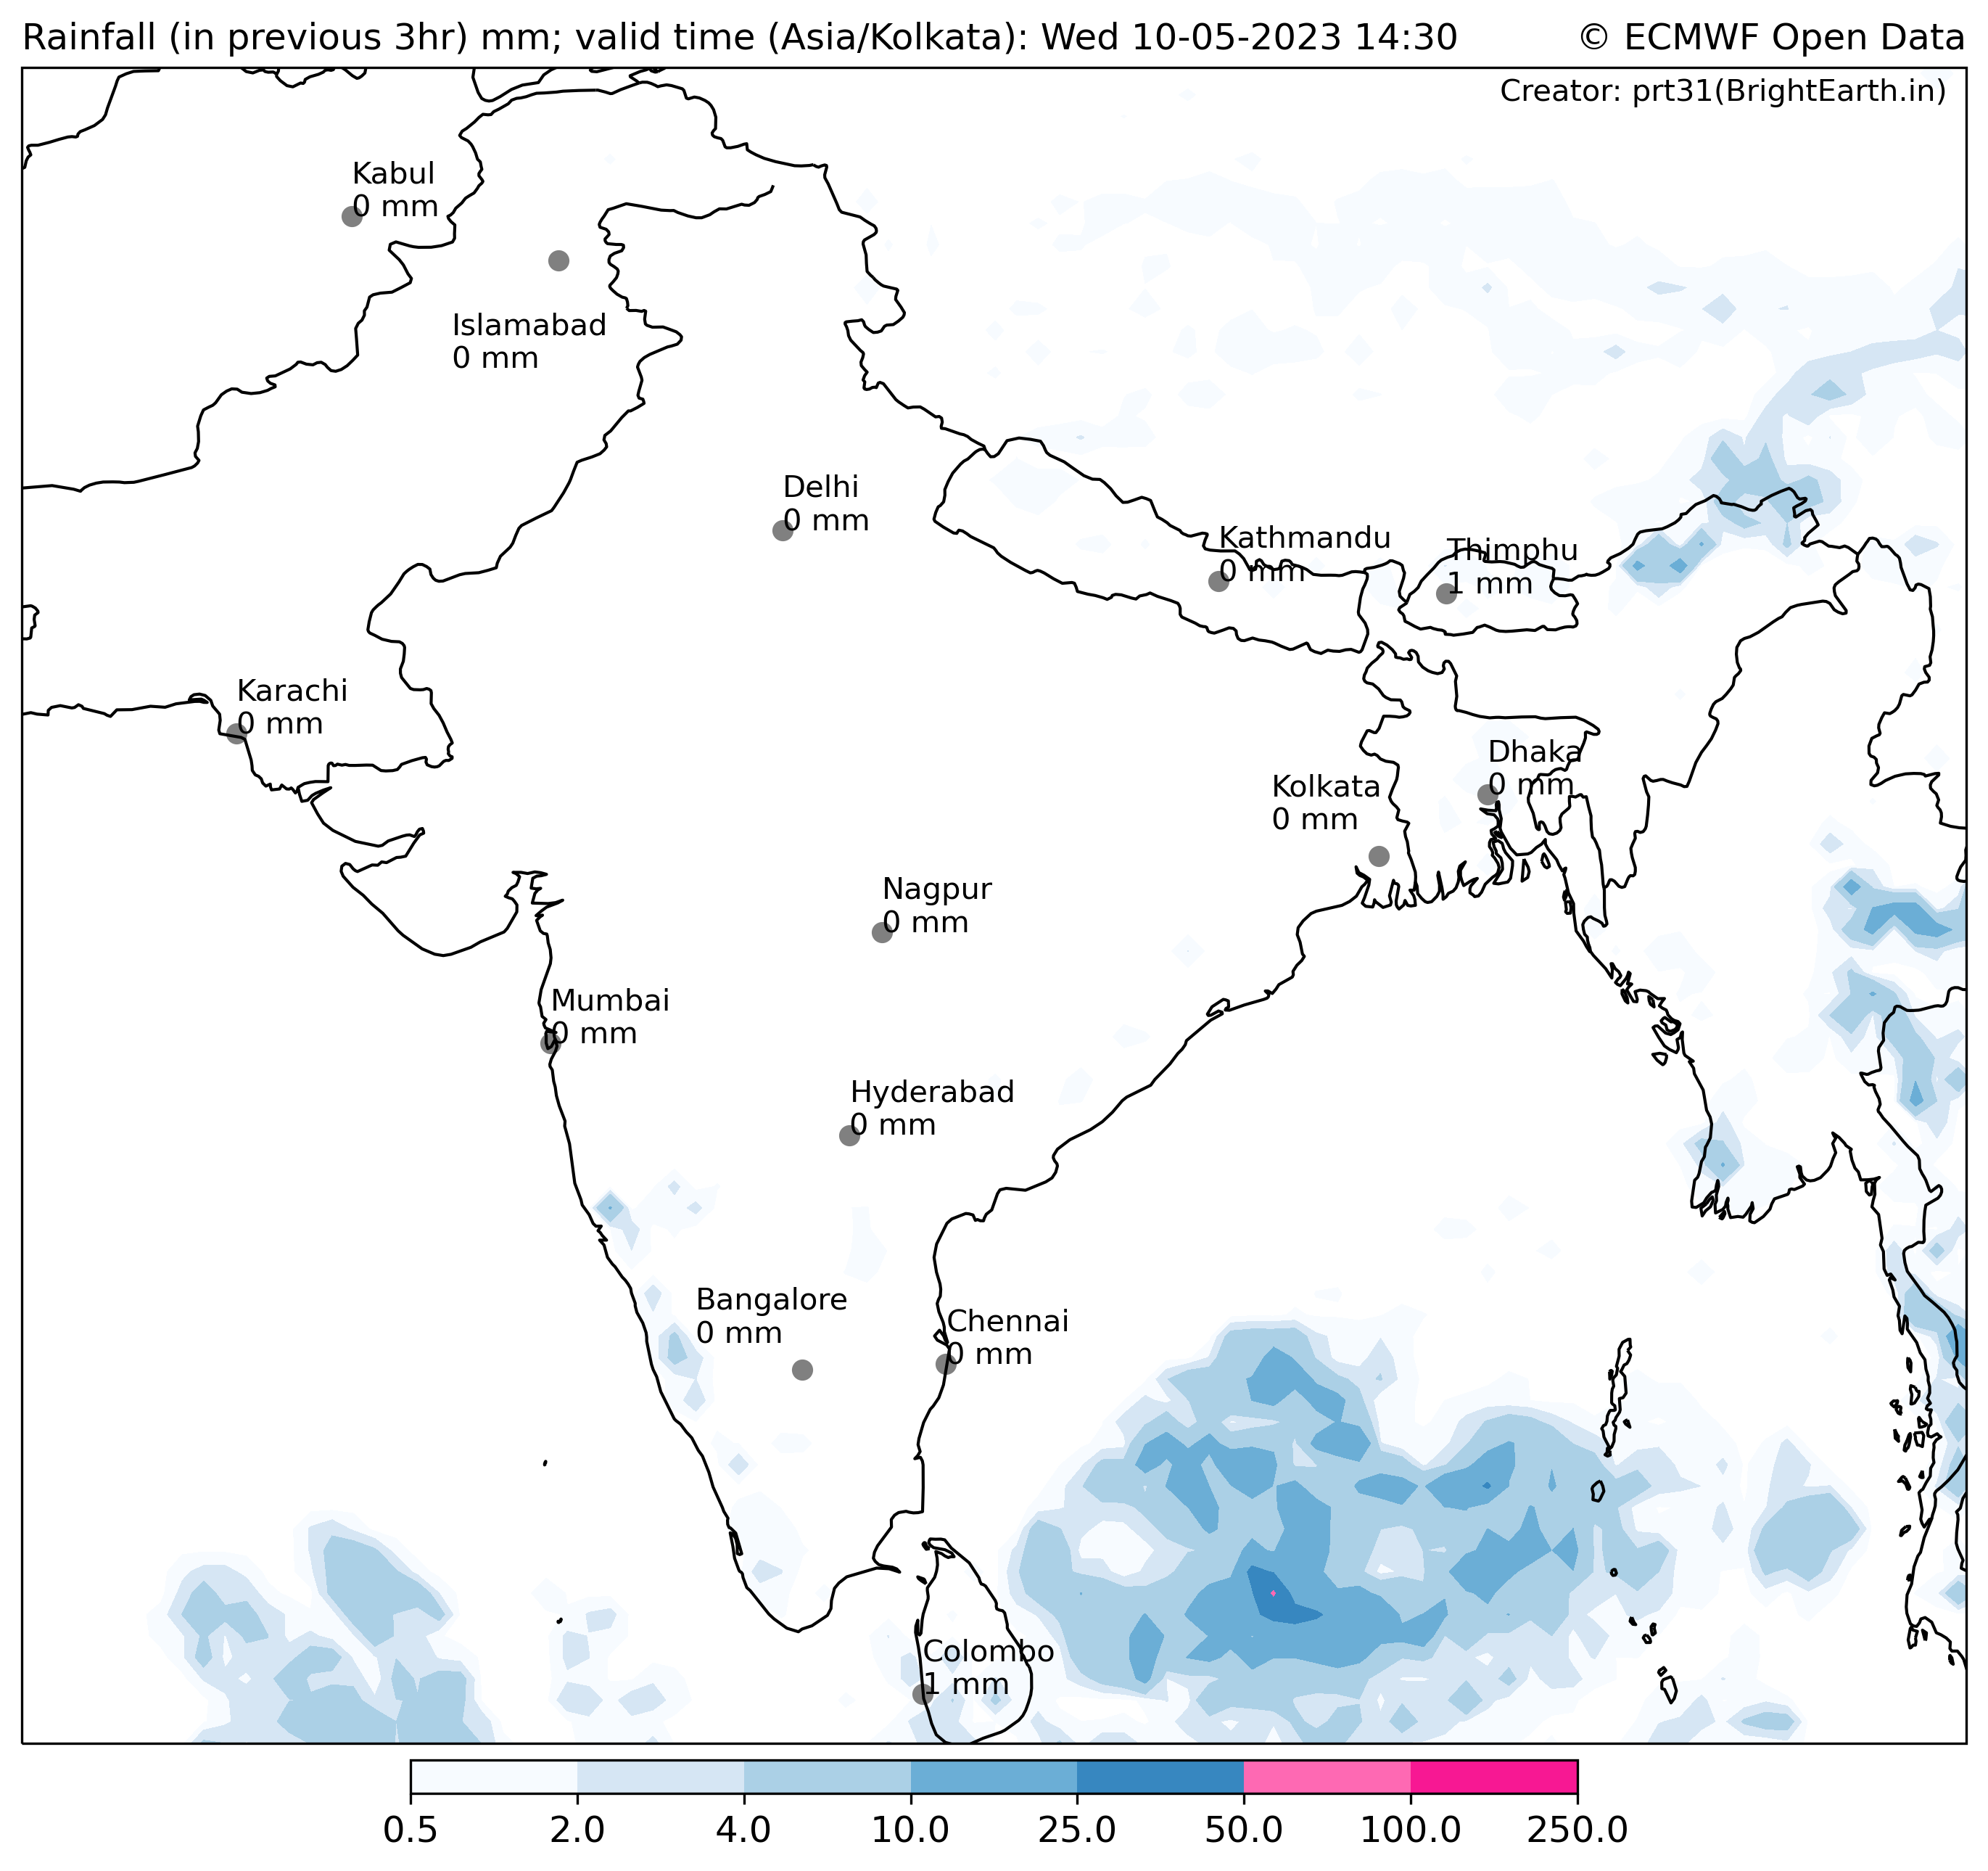 Rainfall (in previous 3hr) mm; valid time (Asia/Kolkata): Wed 10-05-2023 14:30
© ECMWF Open Data
Creator: prt31(BrightEarth.in)
Kabul
0 mm
Islamabad
0 mm
Delhi
0 mm
Kathmandu
0 mm
Thimphu
1 mm
Karachi
0 mm
Dhaka
0 mm
Kolkata
0 mm
Nagpur
0 mm
Mumbai
0 mm
Hyderabad
0 mm
Bangalore
0 mm
Chennai
0 mm
Colombo
1 mm
0.5 2.0 4.0 10.0 25.0 50.0 100.0 250.0